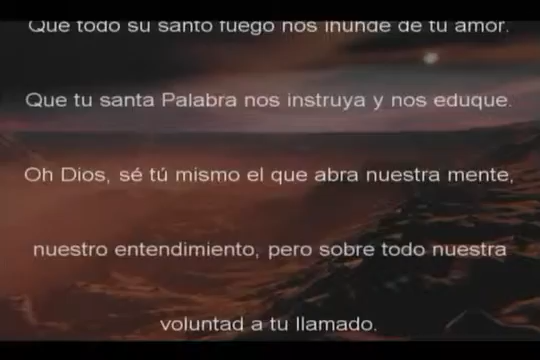 Que todo su santo fuego nos inunde de tu amor.
Que tu santa Palabra nos instruya y nos eduque.
Oh Dios, sé tú mismo el que abra nuestra mente,
nuestro entendimiento, pero sobre todo nuestra
voluntad a tu llamado.